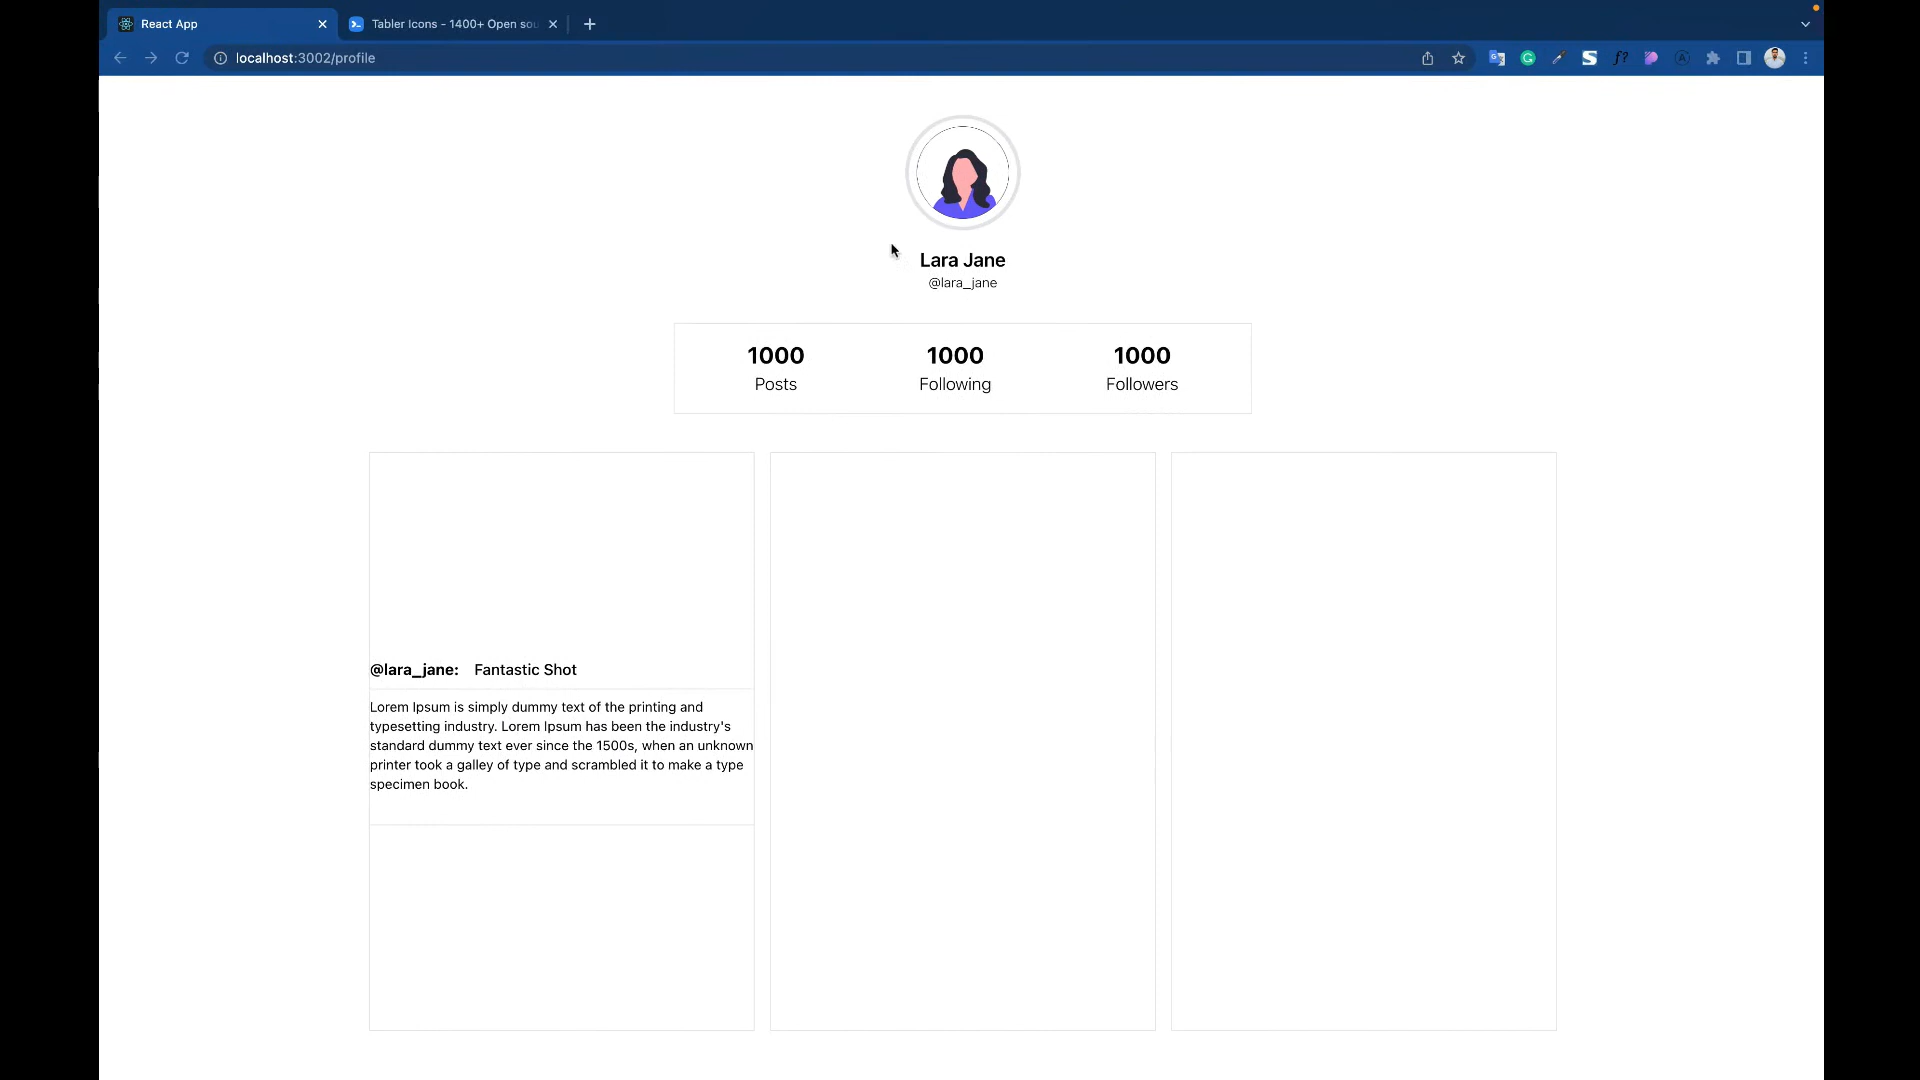 React App
Tabler Icons - 1400+ Open sou
localhost:3002/profile
Lara Jane
@lara_jane
1000
Posts
1000
Following
1000
Followers
@lara_jane: Fantastic Shot
Lorem Ipsum is simply dummy text of the printing and
typesetting industry. Lorem Ipsum has been the industry's
standard dummy text ever since the 1500s, when an unknown
printer took a galley of type and scrambled it to make a type
specimen book.